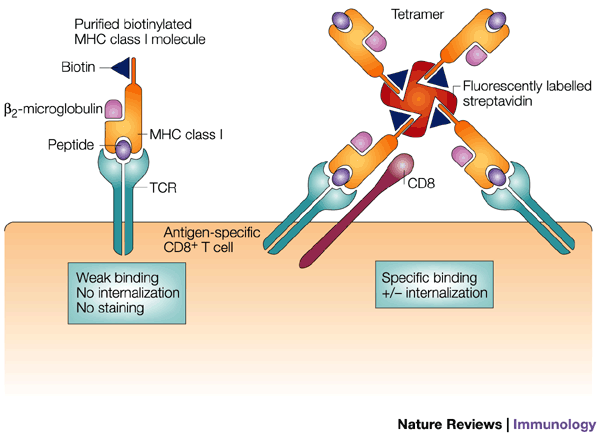 Purified biotinylated
MHC class I molecule
Biotin
β2-microglobulin
MHC class I
Peptide
TCR
Antigen-specific
CD8+ T cell
Weak binding
No internalization
No staining
Tetramer
Fluorescently labelled
streptavidin
CD8
Specific binding
+/– internalization
Nature Reviews | Immunology